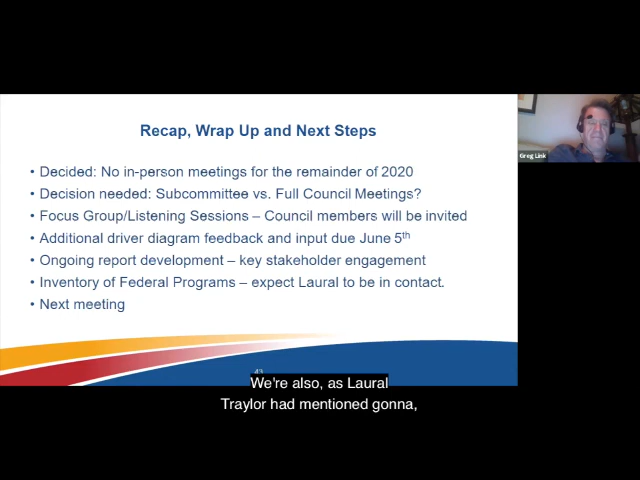 Recap, Wrap Up and Next Steps
• Decided: No in-person meetings for the remainder of 2020
• Decision needed: Subcommittee vs. Full Council Meetings?
• Focus Group/Listening Sessions – Council members will be invited
• Additional driver diagram feedback and input due June 5th
• Ongoing report development – key stakeholder engagement
• Inventory of Federal Programs – expect Laural to be in contact.
• Next meeting
Greg Link
43
We're also, as Laural
Traylor had mentioned gonna,